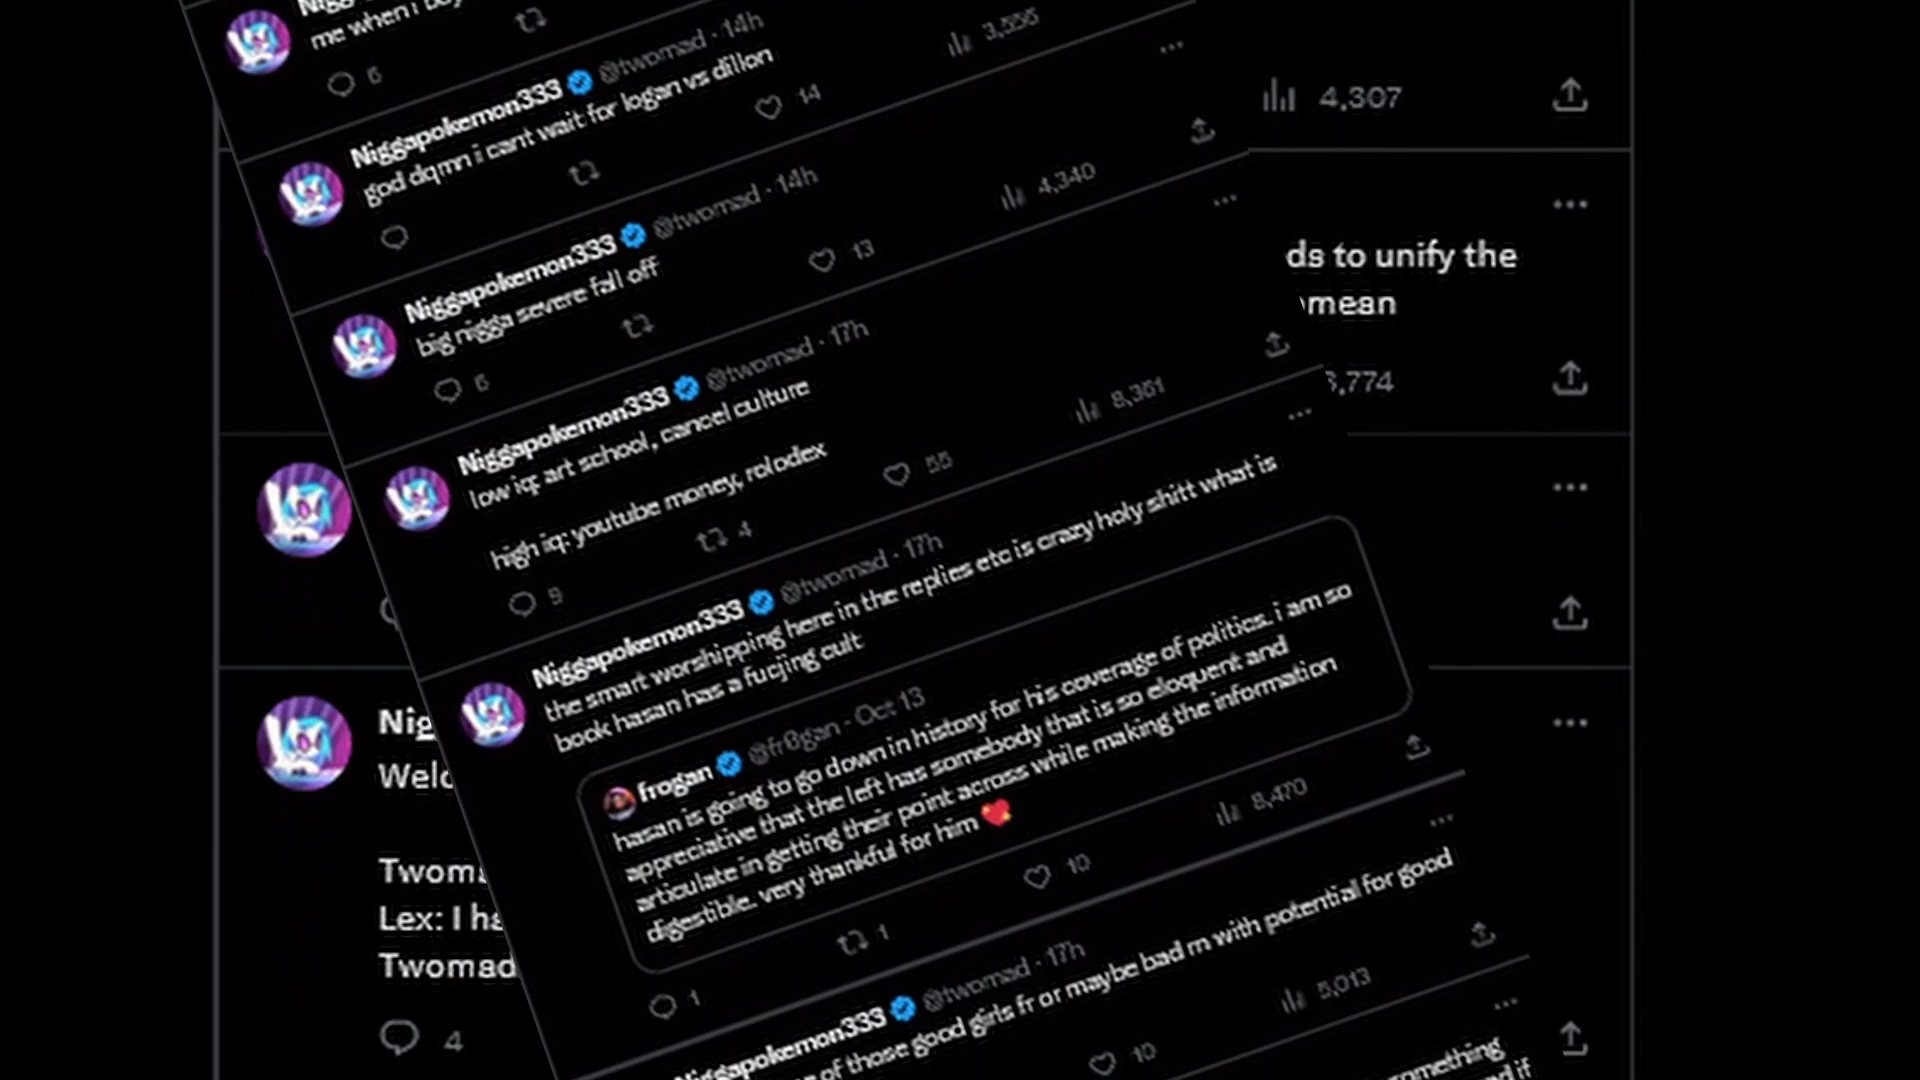 me when i
6
Niggapokemon333 @twomad · 14h
god dqmn i cant wait for logan vs dillon
14
3,556
Niggapokemon333 @twomad · 14h
big nigga severe fall off
6
13
4,340
Niggapokemon333 @twomad · 17h
low iq: art school, cancel culture
high iq: youtube money, rolodex
9
4
55
8,361
Niggapokemon333 @twomad · 17h
the smart worshipping here in the replies etc is crazy holy shitt what is
book hasan has a fucjing cult
frogan @fr0gan · Oct 13
hasan is going to go down in history for his coverage of politics. i am so
appreciative that the left has somebody that is so eloquent and
articulate in getting their point across while making the information
digestible. very thankful for him 💖
1
1
10
8,470
Niggapokemon333 @twomad · 17h
of those good girls fr or maybe bad rn with potential for good
10
5,013
4,307
ds to unify the
mean
,774
Nig
Welc
Twoms
Lex: I ha
Twomad
4